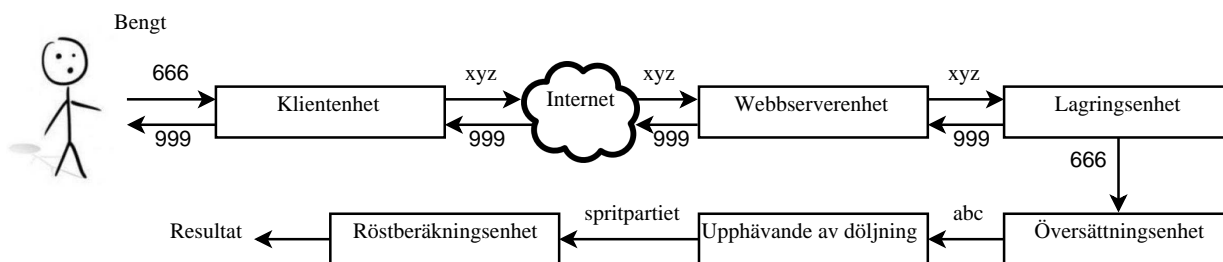 Bengt
666
xyz
xyz
xyz
Klientenhet
Internet
Webbserverenhet
Lagringsenhet
999
999
999
999
666
spritpartiet
abc
Resultat
Röstberäkningsenhet
Upphävande av döljning
Översättningsenhet